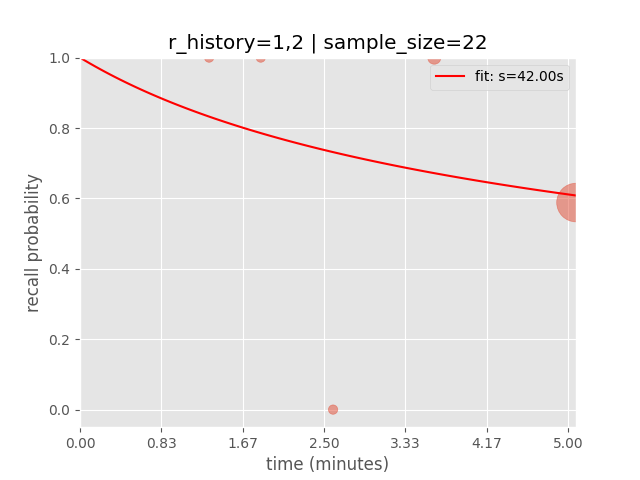 r_history=1,2 | sample_size=22
fit: s=42.00s
1.0
0.8
0.6
0.4
0.2
0.0
recall probability
0.00 0.83 1.67 2.50 3.33 4.17 5.00
time (minutes)